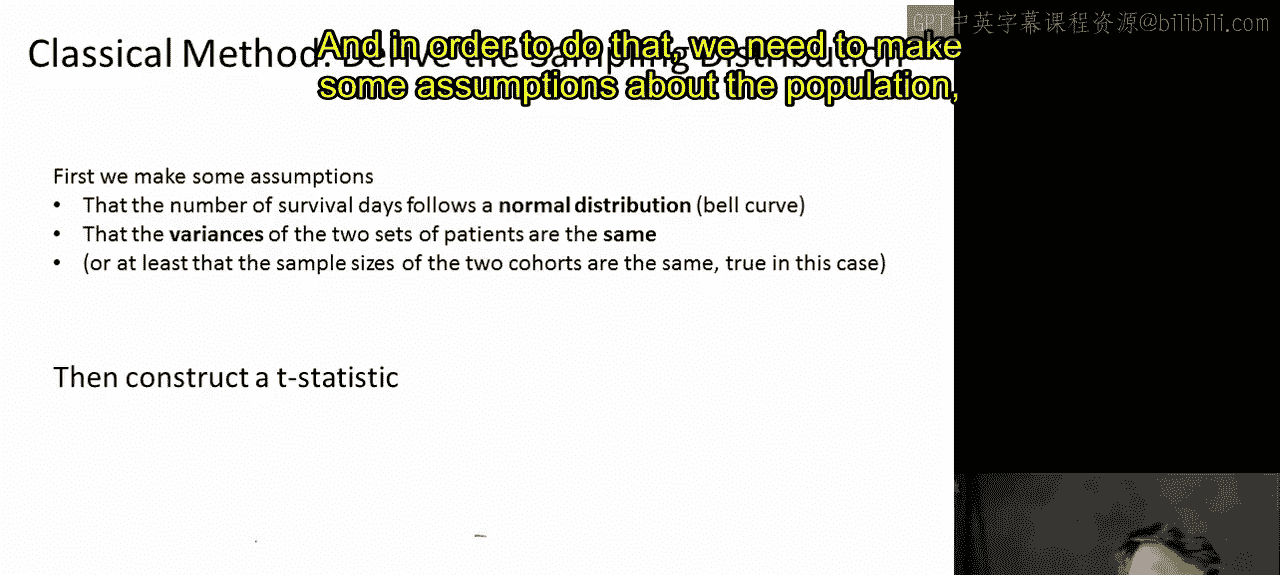 GPT中英字幕课程资源@bilibili.com
And in order to do that, we need to make
some assumptions about the population,
Classical Method: Derive the Sampling Distribution
First we make some assumptions
• That the number of survival days follows a normal distribution (bell curve)
• That the variances of the two sets of patients are the same
• (or at least that the sample sizes of the two cohorts are the same, true in this case)
Then construct a t-statistic